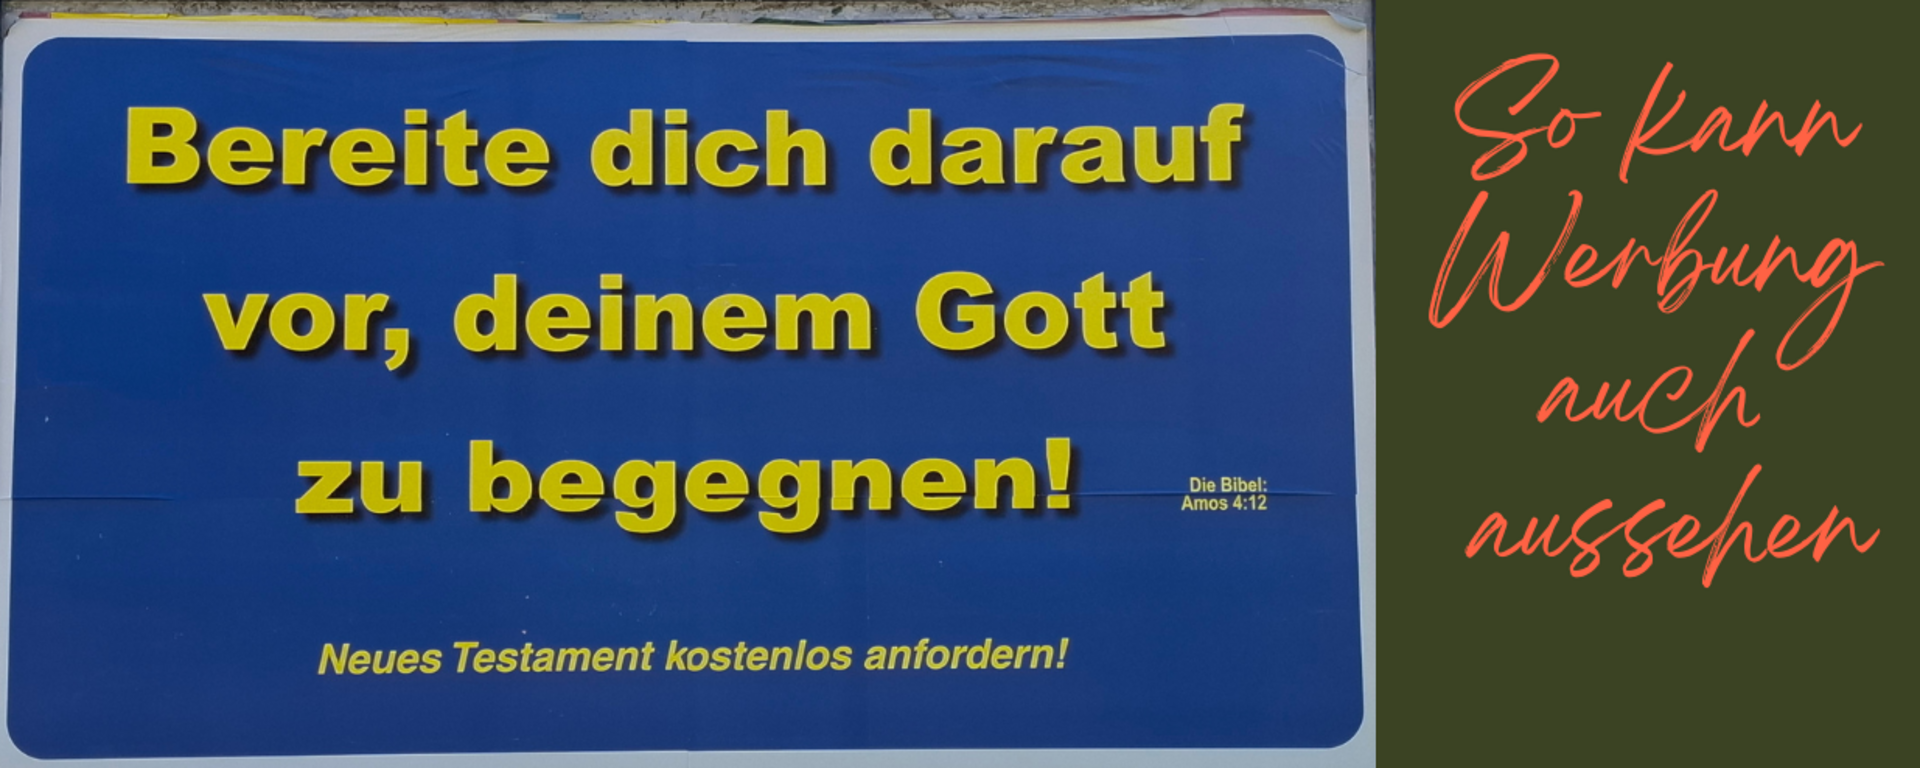 Bereite dich darauf
vor, deinem Gott
zu begegnen!
Die Bibel:
Amos 4:12
Neues Testament kostenlos anfordern!
So kann
Werbung
auch
aussehen